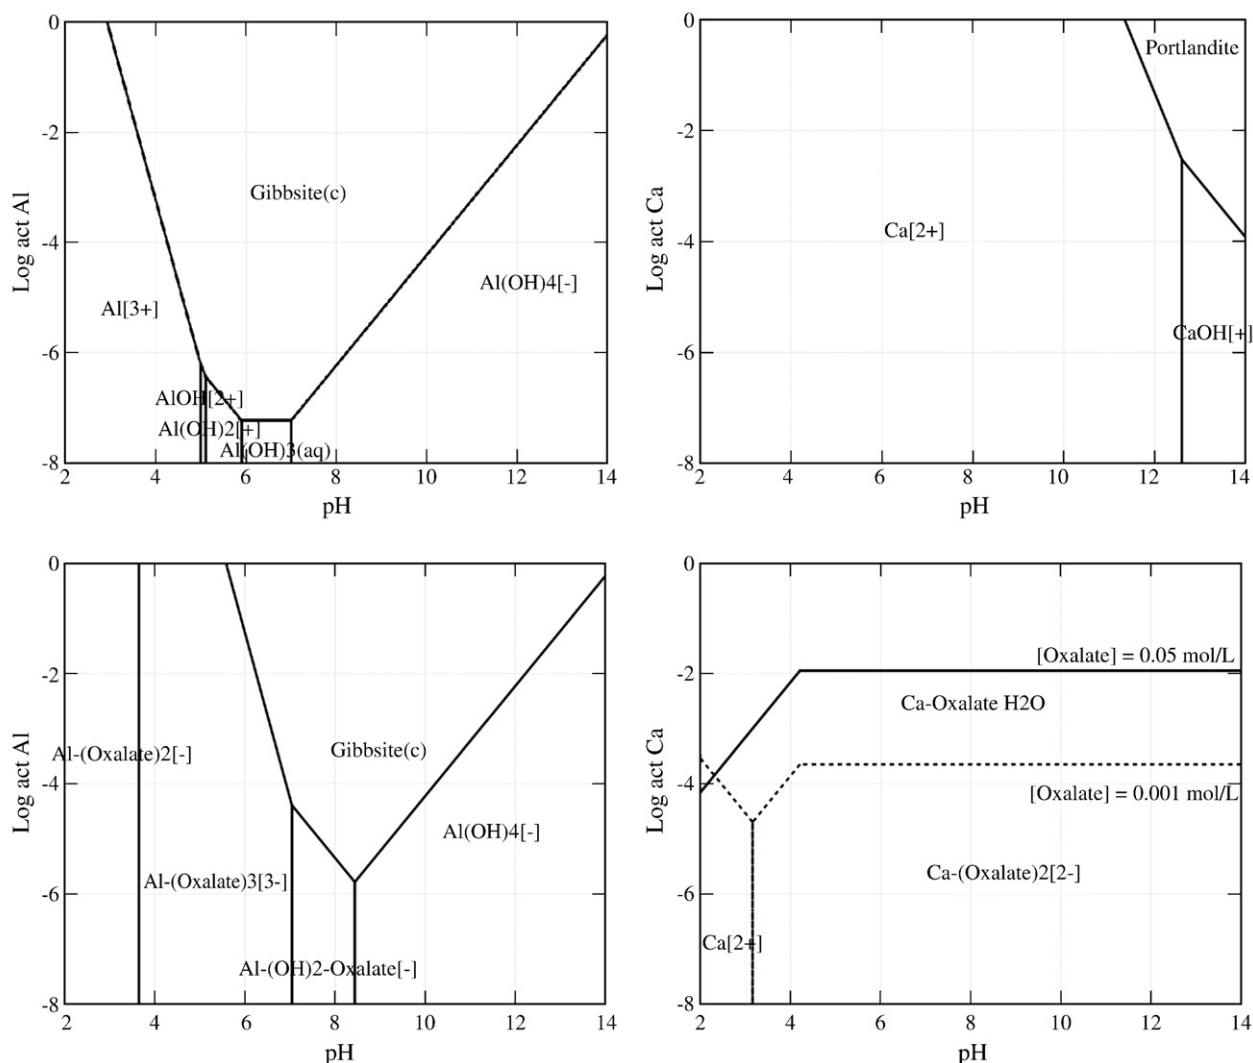 0
-2
-4
-6
-8
Log act Al
Gibbsite(c)
Al[3+]
Al(OH)4[-]
AlOH[2+]
Al(OH)2[+]
Al(OH)3(aq)
2 4 6 8 10 12 14
pH
0
-2
-4
-6
-8
Log act Ca
Portlandite
Ca[2+]
CaOH[+]
2 4 6 8 10 12 14
pH
0
-2
-4
-6
-8
Log act Al
Al-(Oxalate)2[-]
Gibbsite(c)
Al(OH)4[-]
Al-(Oxalate)3[3-]
Al-(OH)2-Oxalate[-]
2 4 6 8 10 12 14
pH
0
-2
-4
-6
-8
Log act Ca
[Oxalate] = 0.05 mol/L
Ca-Oxalate H2O
[Oxalate] = 0.001 mol/L
Ca-(Oxalate)2[2-]
Ca[2+]
2 4 6 8 10 12 14
pH